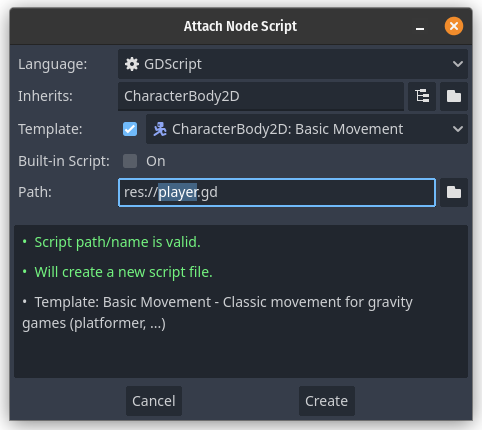 Attach Node Script
Language: GDScript
Inherits: CharacterBody2D
Template: CharacterBody2D: Basic Movement
Built-in Script: On
Path: res://player.gd
• Script path/name is valid.
• Will create a new script file.
• Template: Basic Movement - Classic movement for gravity
games (platformer, ...)
Cancel Create